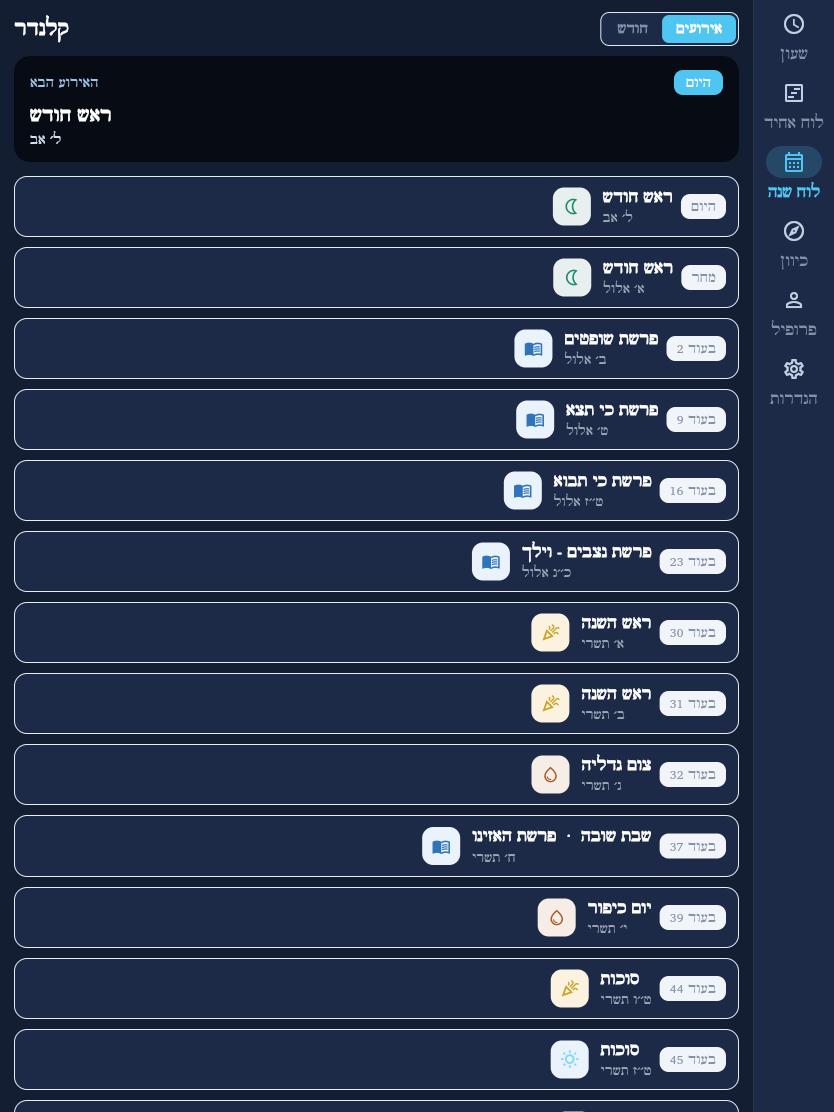 שעון
לוח אחיד
לוח שנה
כיוון
פרופיל
הגדרות
אירועים
חודש
קלנדר
היום
האירוע הבא
ראש חודש
ל׳ אב
היום
ראש חודש
ל׳ אב
מחר
ראש חודש
א׳ אלול
בעוד 2
פרשת שופטים
ב׳ אלול
בעוד 9
פרשת כי תצא
ט׳ אלול
בעוד 16
פרשת כי תבוא
ט״ז אלול
בעוד 23
פרשת נצבים - וילך
כ״ג אלול
בעוד 30
ראש השנה
א׳ תשרי
בעוד 31
ראש השנה
ב׳ תשרי
בעוד 32
צום גדליה
ג׳ תשרי
בעוד 37
שבת שובה · פרשת האזינו
ח׳ תשרי
בעוד 39
יום כיפור
י׳ תשרי
בעוד 44
סוכות
ט״ו תשרי
בעוד 45
סוכות
ט״ז תשרי